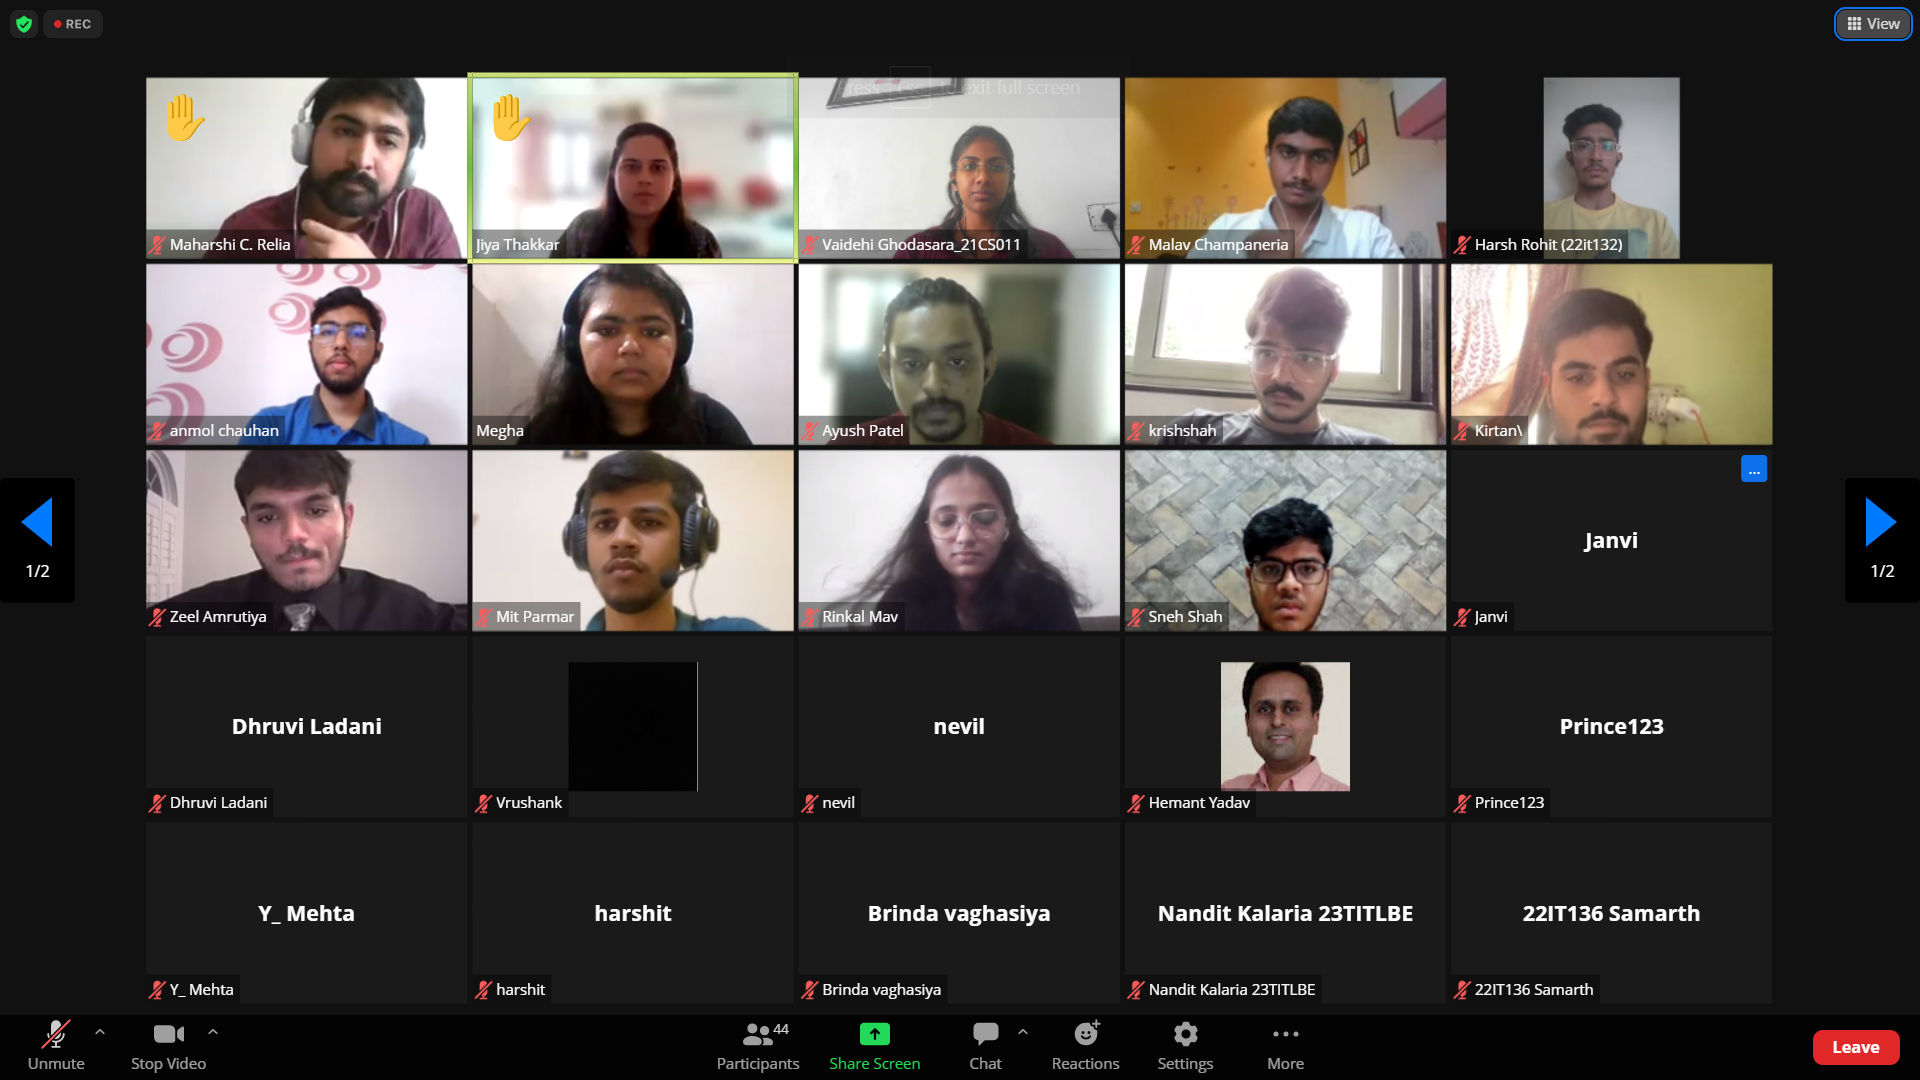 REC
View
ress Esc to exit full screen
Maharshi C. Relia
Jiya Thakkar
Vaidehi Ghodasara_21CS011
Malav Champaneria
Harsh Rohit (22it132)
anmol chauhan
Megha
Ayush Patel
krishshah
Kirtan\
...
1/2
Janvi
1/2
Zeel Amrutiya
Mit Parmar
Rinkal Mav
Sneh Shah
Janvi
Dhruvi Ladani
nevil
Prince123
Dhruvi Ladani
Vrushank
nevil
Hemant Yadav
Prince123
Y_ Mehta
harshit
Brinda vaghasiya
Nandit Kalaria 23TITLBE
22IT136 Samarth
Y_ Mehta
harshit
Brinda vaghasiya
Nandit Kalaria 23TITLBE
22IT136 Samarth
44
Unmute
Stop Video
Participants
Share Screen
Chat
Reactions
Settings
More
Leave